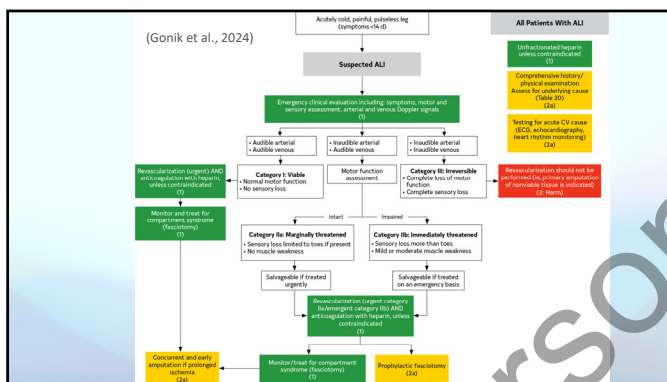 Acutely cold, painful, pulseless leg
(symptoms <14 d)
(Gonik et al., 2024)
All Patients With ALI
Suspected ALI
Unfractionated heparin
unless contraindicated
(1)
Comprehensive history/
physical examination
Assess for underlying cause
(Table 20)
(2a)
Testing for acute CV cause
(ECG, echocardiography,
heart rhythm monitoring)
(2a)
Emergency clinical evaluation including: symptoms, motor and
sensory assessment, arterial and venous Doppler signals
(1)
• Audible arterial
• Audible venous
• Inaudible arterial
• Audible venous
• Inaudible arterial
• Inaudible venous
Revascularization (urgent) AND
anticoagulation with heparin,
unless contraindicated
(1)
Category I: Viable
• Normal motor function
• No sensory loss
Motor function
assessment
Category III: Irreversible
• Complete loss of motor
function
• Complete sensory loss
Revascularization should not be
performed (ie, primary amputation
of nonviable tissue is indicated)
(3: Harm)
Monitor and treat for
compartment syndrome
(fasciotomy)
(1)
Intact
Impaired
Category IIa: Marginally threatened
• Sensory loss limited to toes if present
• No muscle weakness
Category IIb: Immediately threatened
• Sensory loss more than toes
• Mild or moderate muscle weakness
Salvageable if treated
urgently
Salvageable if treated
on an emergency basis
Revascularization (urgent category
IIa/emergent category IIb) AND
anticoagulation with heparin, unless
contraindicated
(1)
Concurrent and early
amputation if prolonged
ischemia
(2a)
Monitor/treat for compartment
syndrome (fasciotomy)
(1)
Prophylactic fasciotomy
(2a)